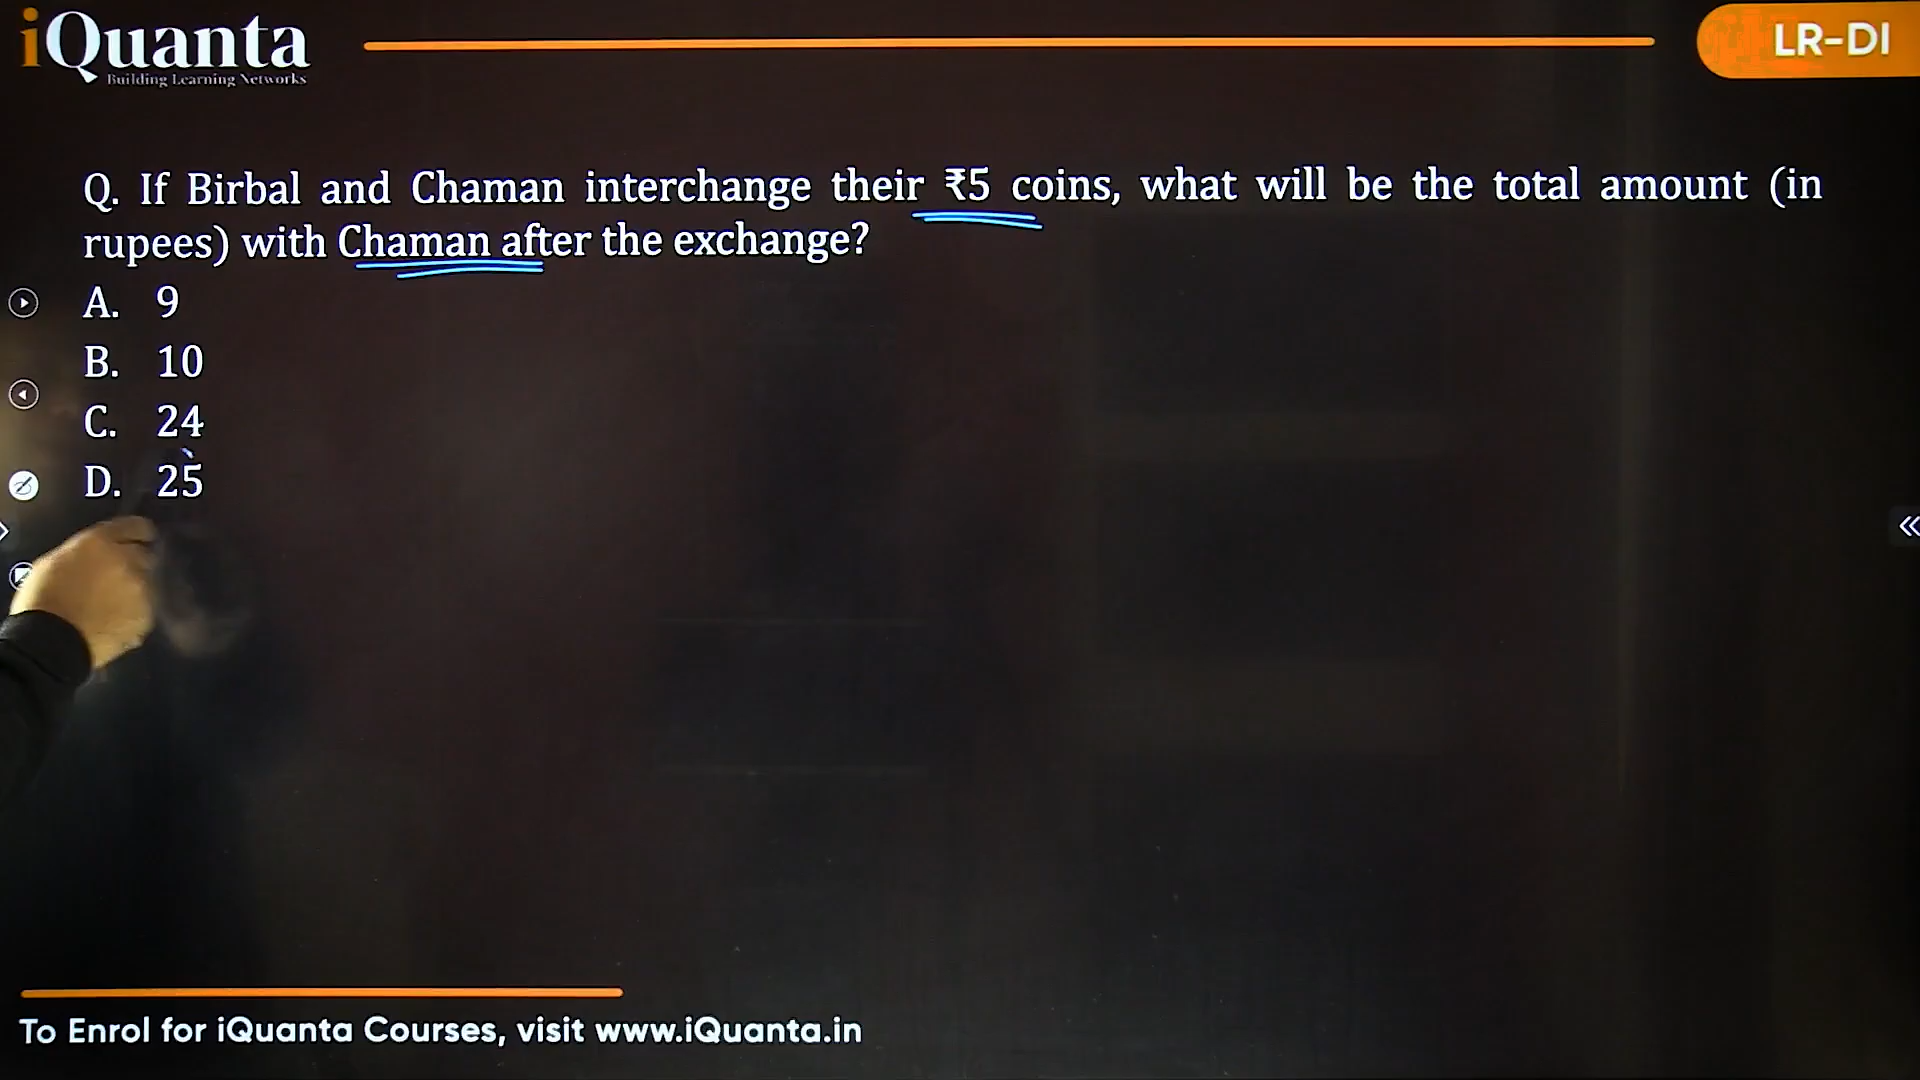 iQuanta
Building Learning Networks
LR-DI
Q. If Birbal and Chaman interchange their ₹5 coins, what will be the total amount (in
rupees) with Chaman after the exchange?
A. 9
B. 10
C. 24
D. 25
To Enrol for iQuanta Courses, visit www.iQuanta.in